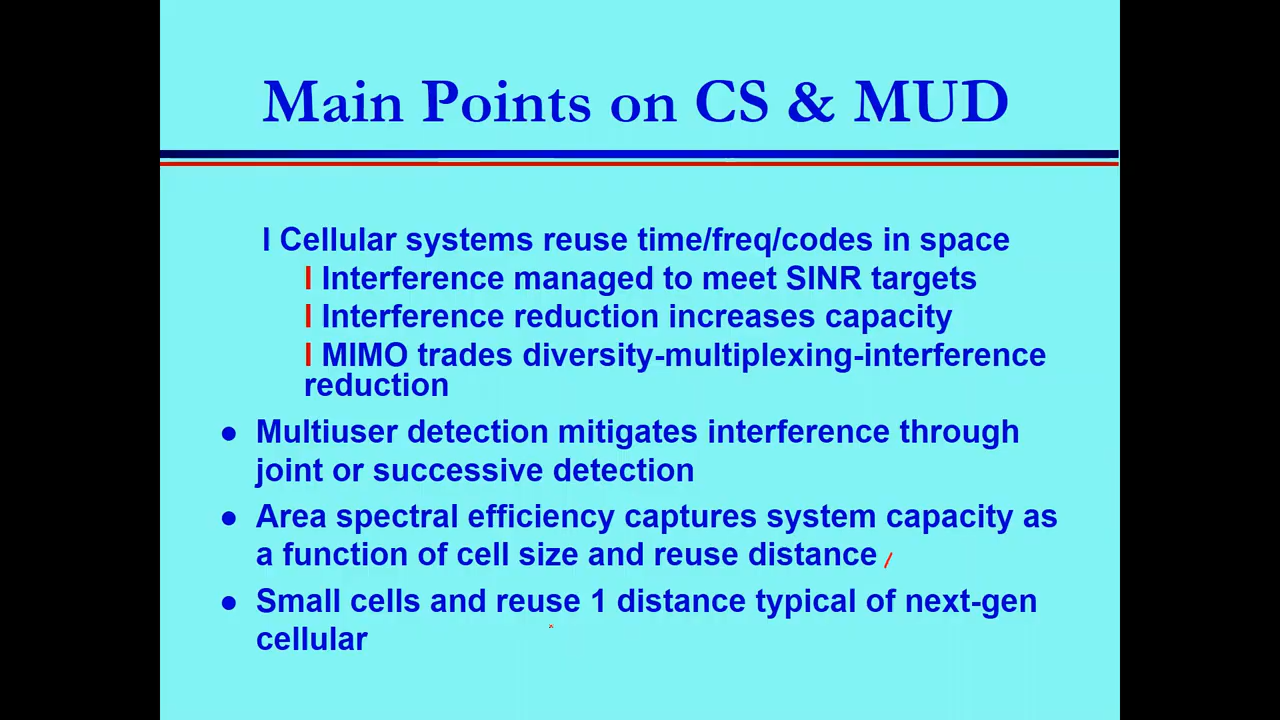 Main Points on CS & MUD
l Cellular systems reuse time/freq/codes in space
l Interference managed to meet SINR targets
l Interference reduction increases capacity
l MIMO trades diversity-multiplexing-interference
reduction
● Multiuser detection mitigates interference through
joint or successive detection
● Area spectral efficiency captures system capacity as
a function of cell size and reuse distance
● Small cells and reuse 1 distance typical of next-gen
cellular